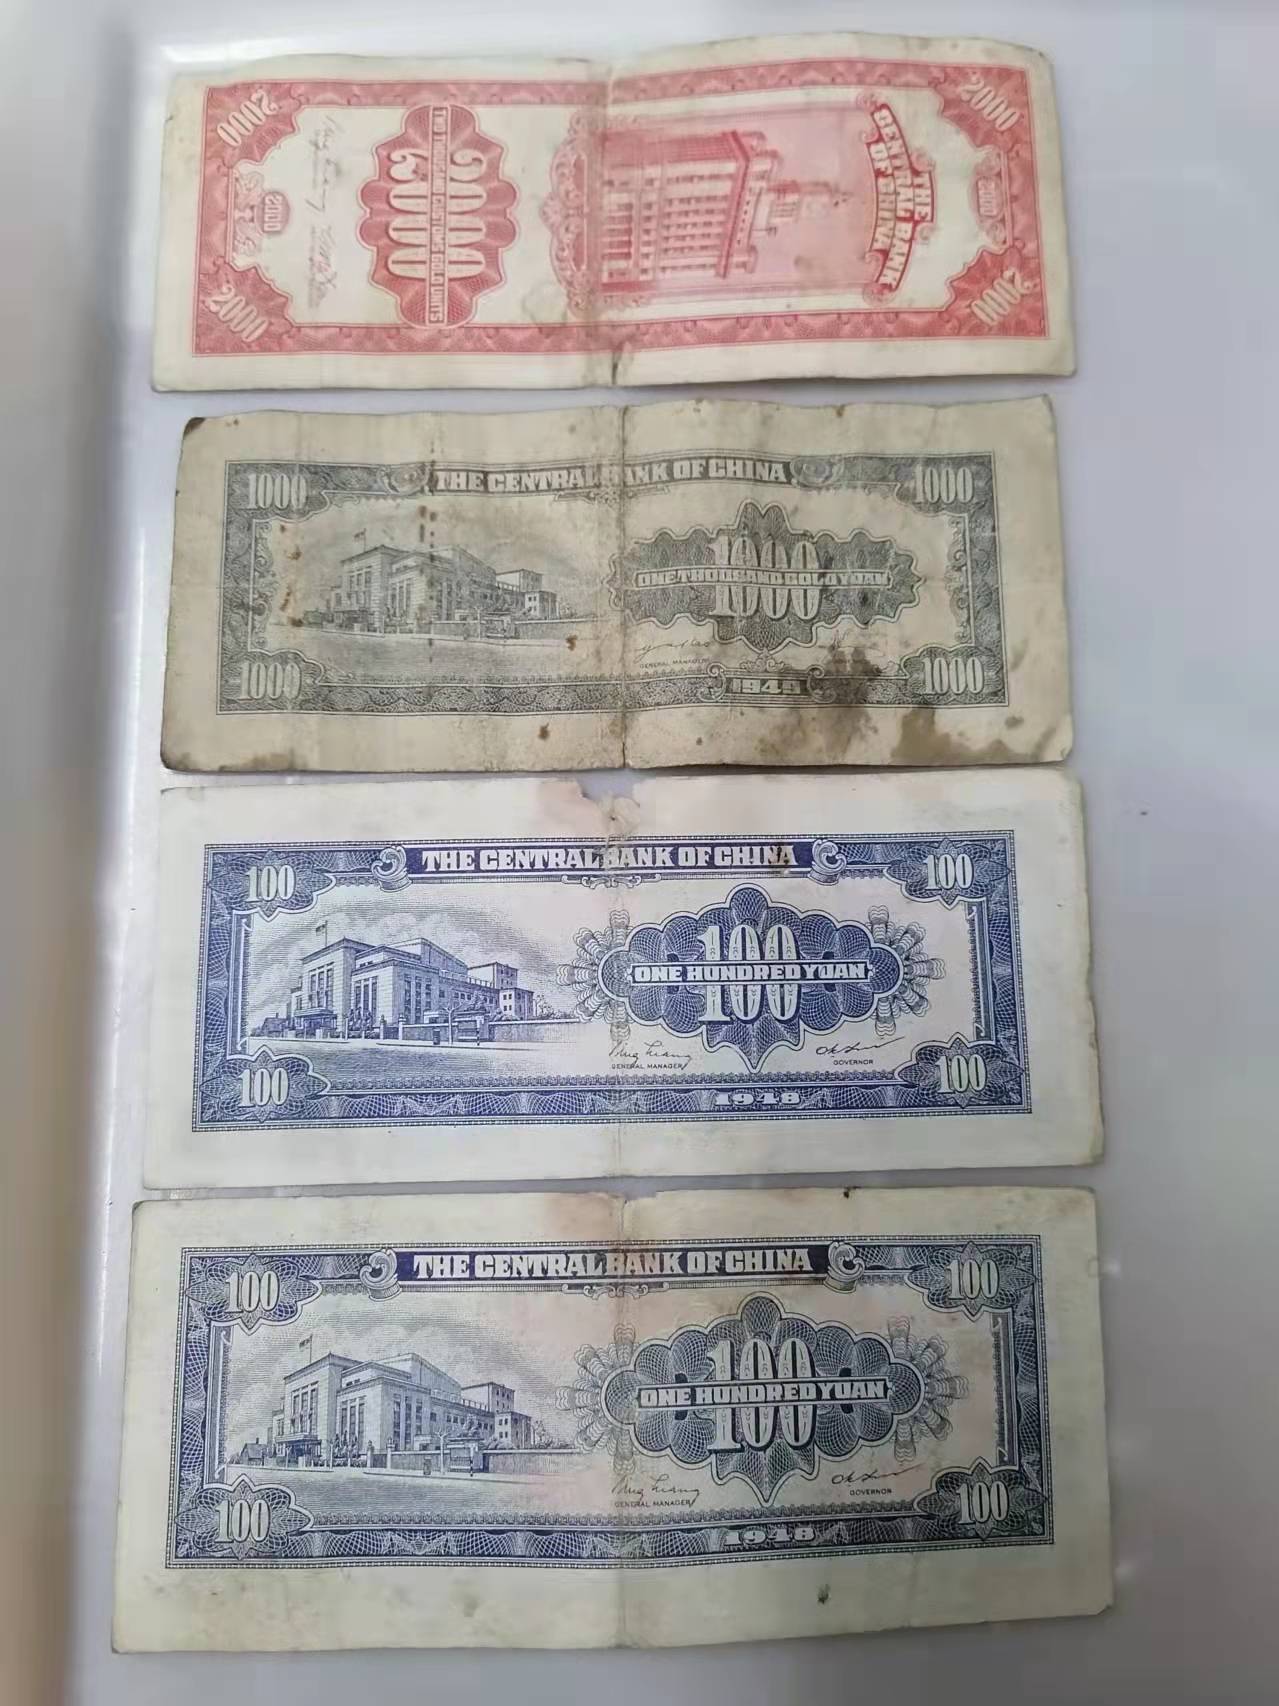 2000
2000
2000
2000
THE CENTRAL BANK
OF CHINA
2000
TWO THOUSAND CUSTOMS GOLD UNITS
2000
2000
THE CENTRAL BANK OF CHINA
1000
1000
1000
ONE THOUSAND GOLD YUAN
GENERAL MANAGER
1000
1000
THE CENTRAL BANK OF CHINA
100
100
100
ONE HUNDRED YUAN
GENERAL MANAGER
GOVERNOR
100
100
1948
THE CENTRAL BANK OF CHINA
100
100
100
ONE HUNDRED YUAN
GENERAL MANAGER
GOVERNOR
100
100
1948